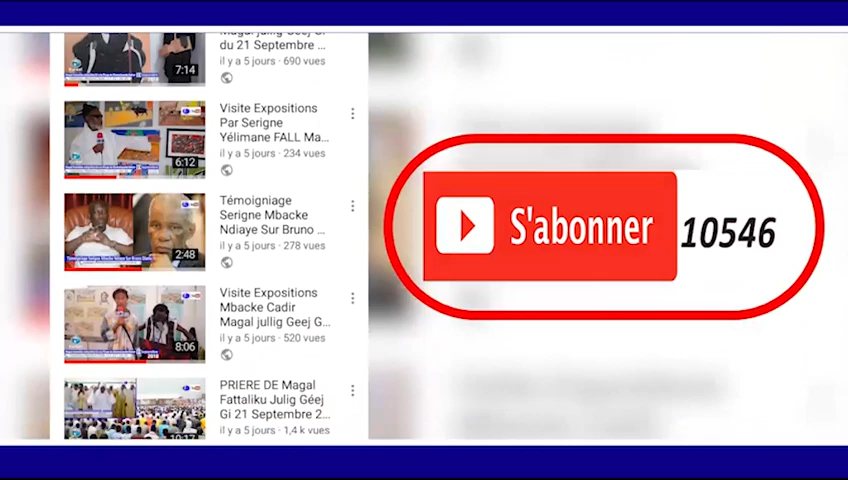 Magal jullig Geej Gi
du 21 Septembre ...
il y a 5 jours · 690 vues
7:14
Visite Expositions
Par Serigne
Yélimane FALL Ma...
il y a 5 jours · 234 vues
6:12
Témoigniage
Serigne Mbacke
Ndiaye Sur Bruno ...
il y a 5 jours · 278 vues
2:48
Visite Expositions
Mbacke Cadir
Magal jullig Geej G...
il y a 5 jours · 520 vues
8:06
PRIERE DE Magal
Fattaliku Julig Géej
Gi 21 Septembre 2...
il y a 5 jours · 1,4 k vues
10:17
S'abonner
10546